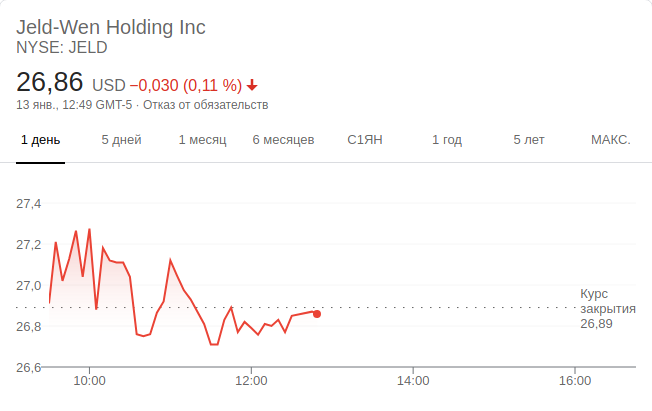 Jeld-Wen Holding Inc
NYSE: JELD
26,86 USD −0,030 (0,11 %)
13 янв., 12:49 GMT-5 · Отказ от обязательств
1 день 5 дней 1 месяц 6 месяцев С1ЯН 1 год 5 лет МАКС.
27,4
27,2
27,0
26,8
26,6
Курс
закрытия
26,89
10:00 12:00 14:00 16:00